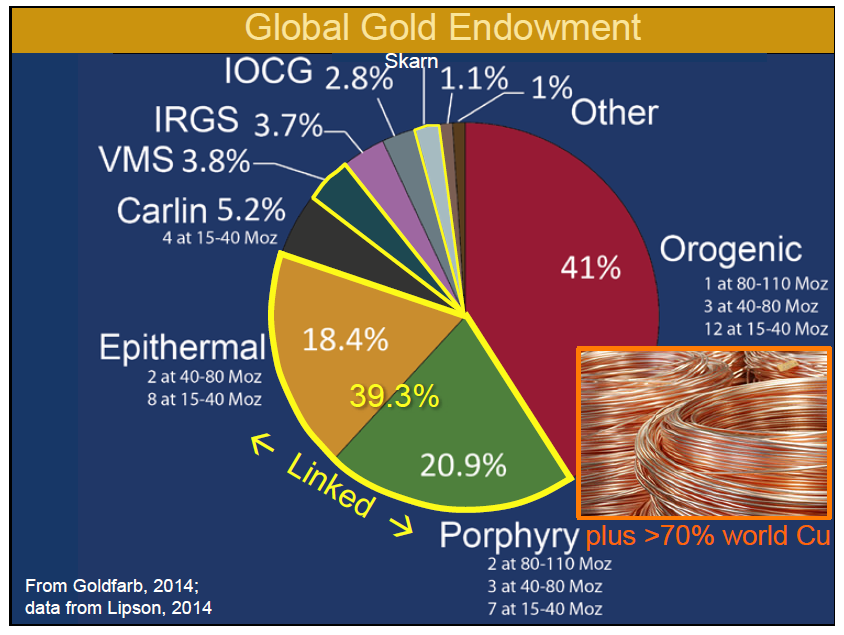 Global Gold Endowment
Skarn
IOCG 2.8%
1.1%
1%
Other
IRGS 3.7%
VMS 3.8%
Carlin 5.2%
4 at 15-40 Moz
41%
Orogenic
1 at 80-110 Moz
3 at 40-80 Moz
12 at 15-40 Moz
Epithermal
2 at 40-80 Moz
8 at 15-40 Moz
18.4%
39.3%
20.9%
← Linked →
Porphyry plus >70% world Cu
2 at 80-110 Moz
3 at 40-80 Moz
7 at 15-40 Moz
From Goldfarb, 2014;
data from Lipson, 2014